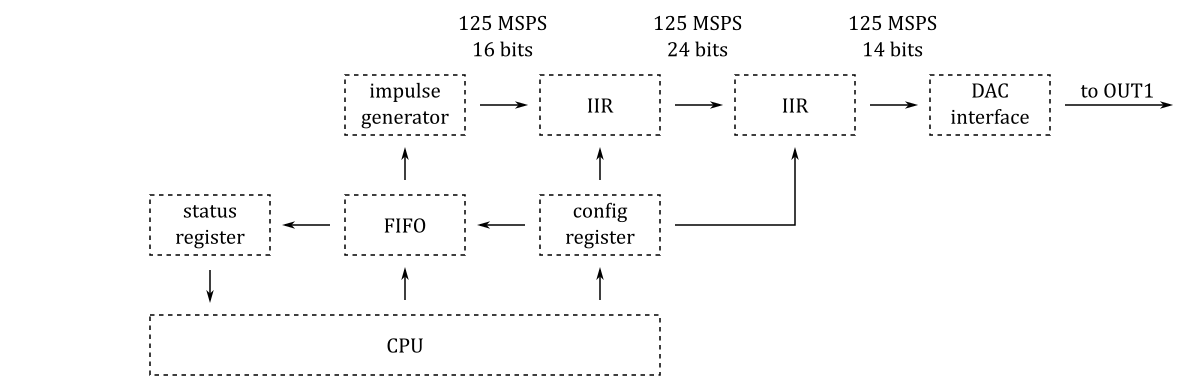 125 MSPS
16 bits
125 MSPS
24 bits
125 MSPS
14 bits
impulse
generator
IIR
IIR
DAC
interface
to OUT1
status
register
FIFO
config
register
CPU